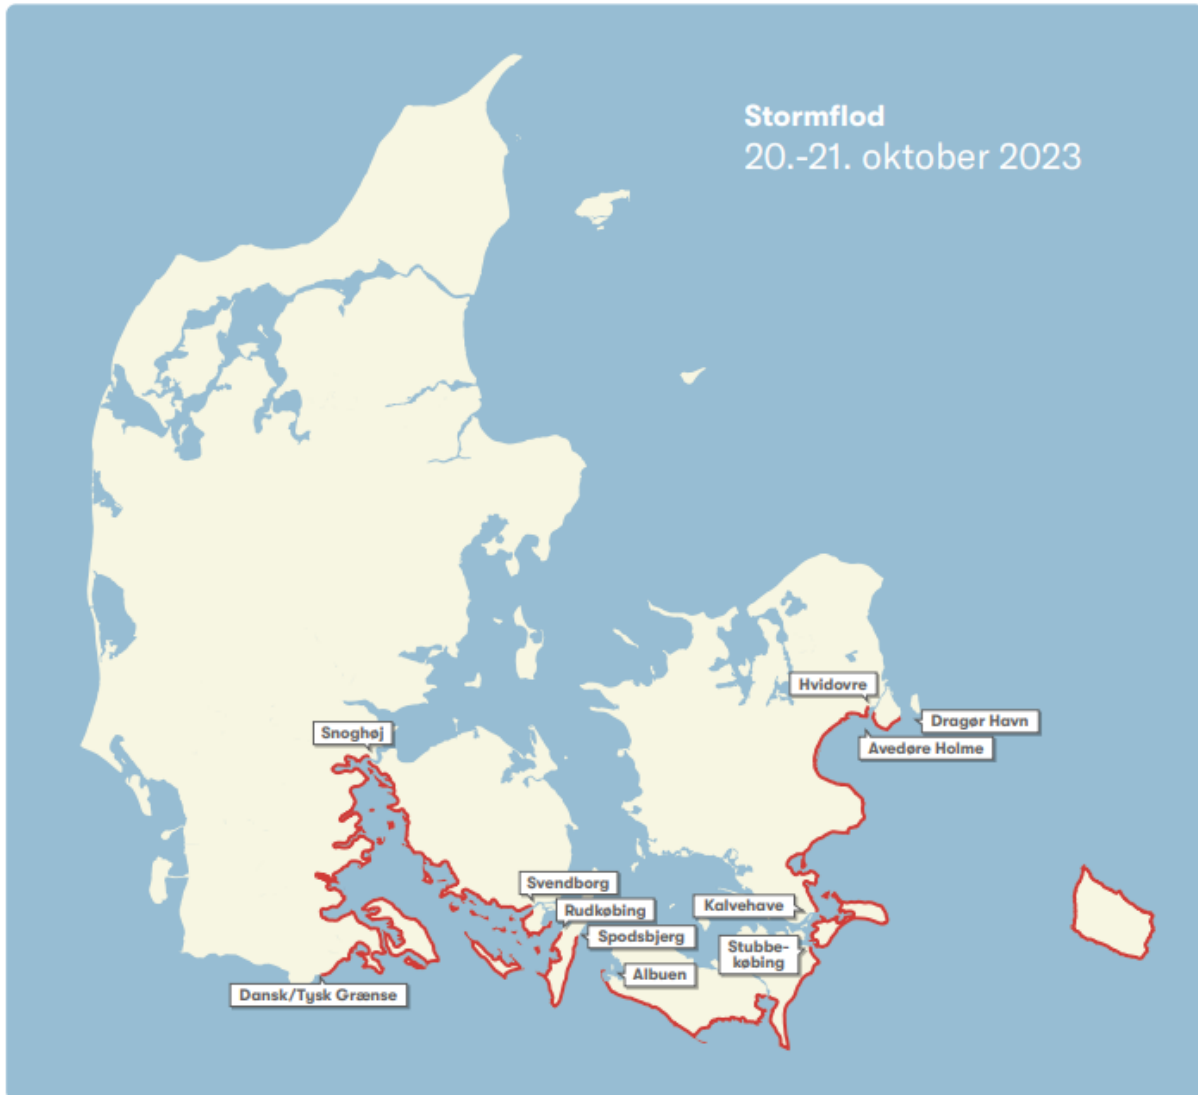 Stormflod
20.-21. oktober 2023
Hvidovre
Dragør Havn
Avedøre Holme
Snoghøj
Svendborg
Rudkøbing
Spodsbjerg
Kalvehave
Stubbe-
købing
Albuen
Dansk/Tysk Grænse